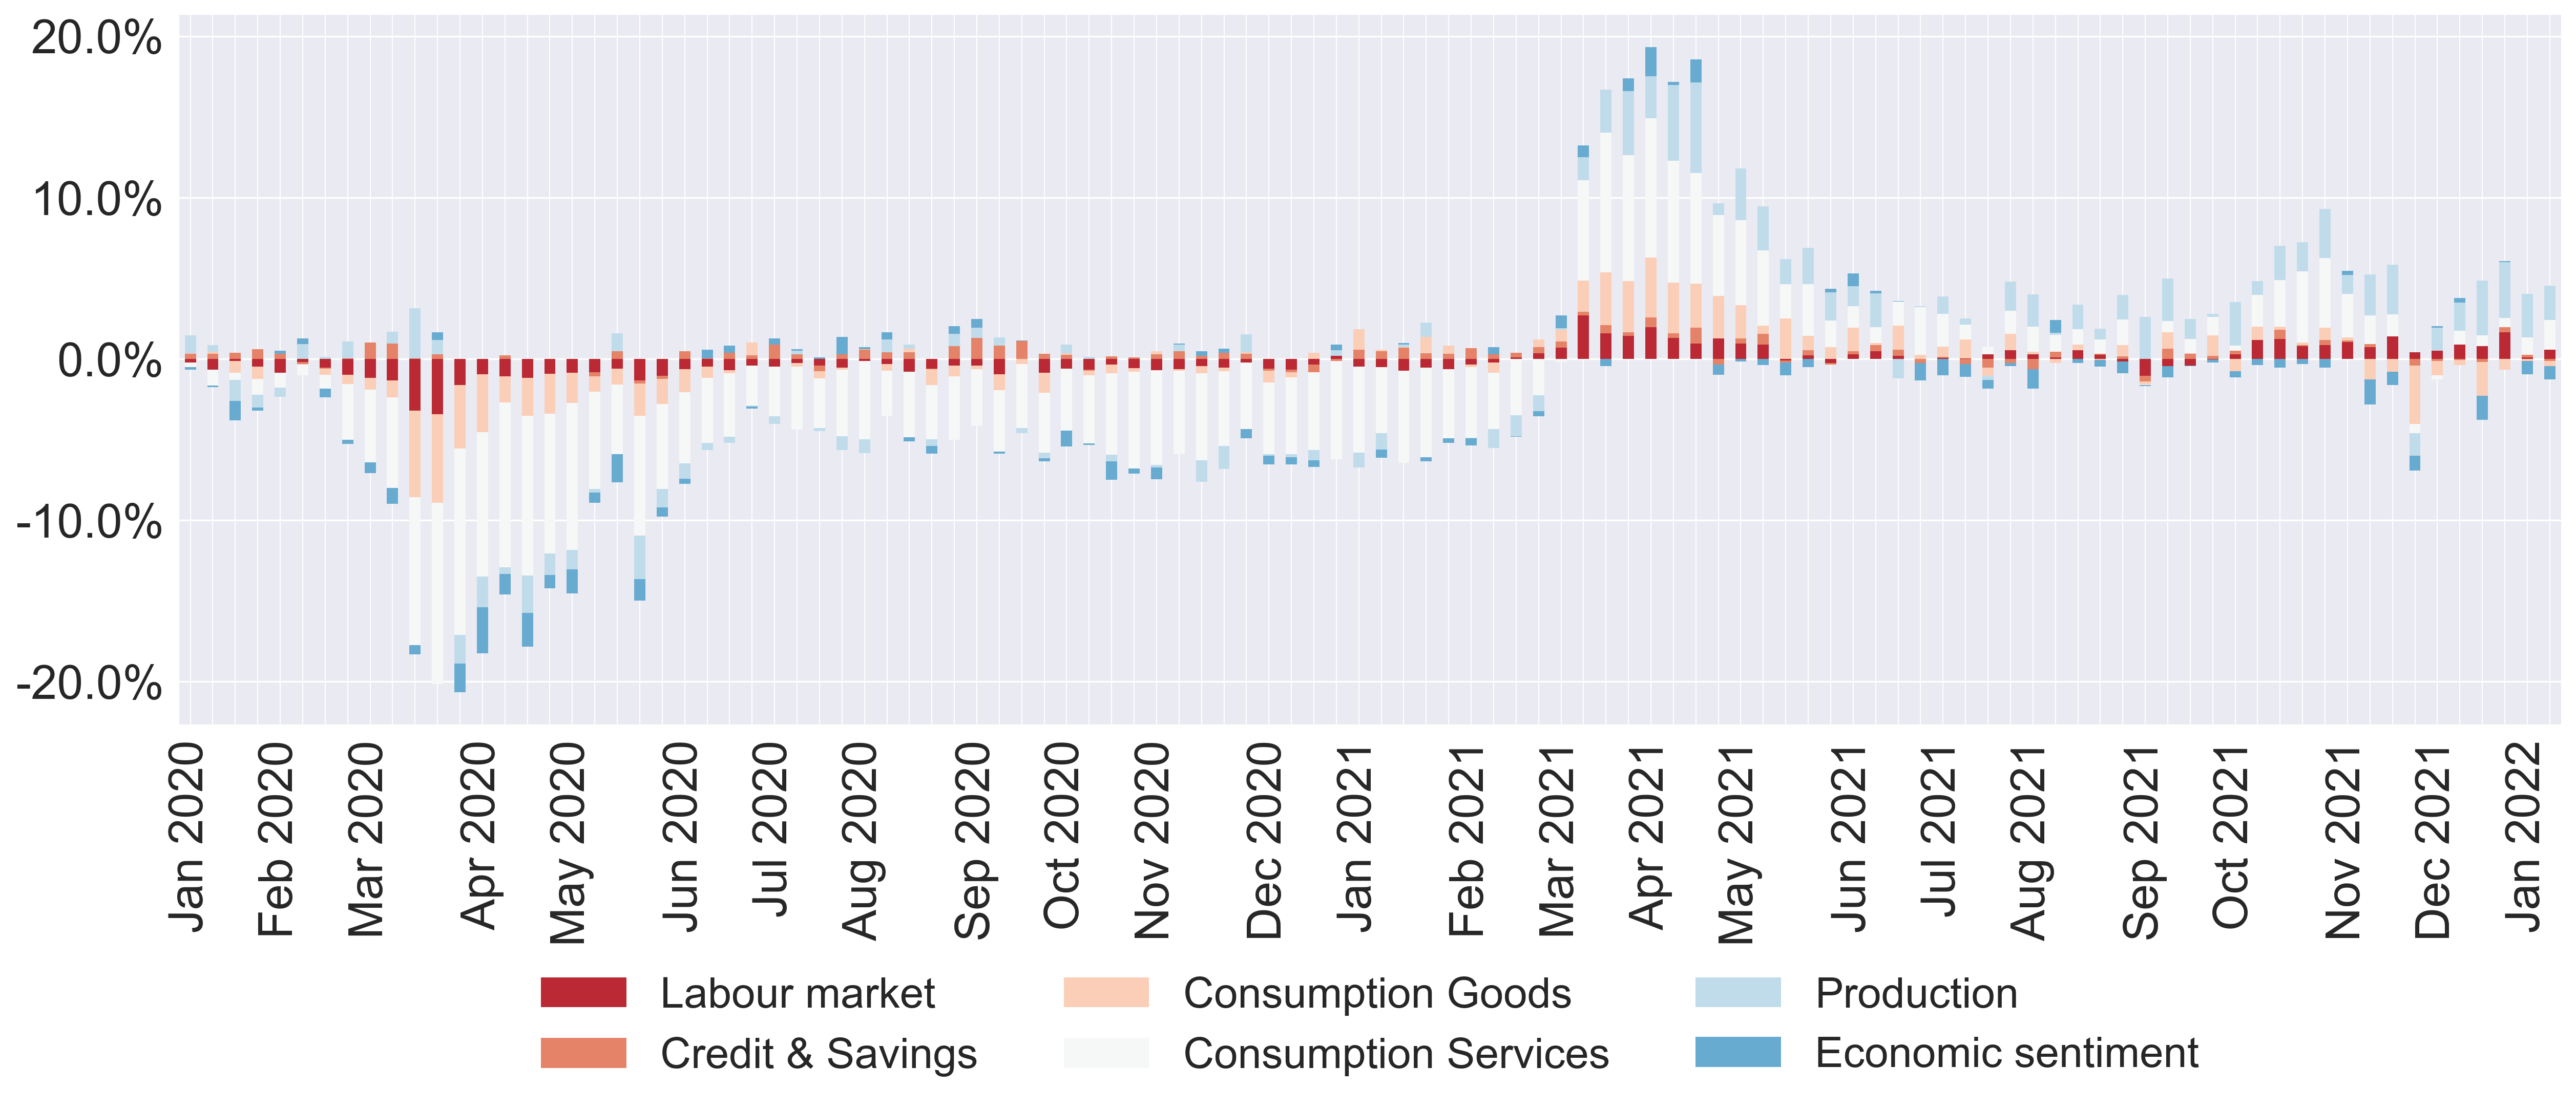 20.0%
10.0%
0.0%
-10.0%
-20.0%
Jan 2020
Feb 2020
Mar 2020
Apr 2020
May 2020
Jun 2020
Jul 2020
Aug 2020
Sep 2020
Oct 2020
Nov 2020
Dec 2020
Jan 2021
Feb 2021
Mar 2021
Apr 2021
May 2021
Jun 2021
Jul 2021
Aug 2021
Sep 2021
Oct 2021
Nov 2021
Dec 2021
Jan 2022
Labour market
Consumption Goods
Production
Credit & Savings
Consumption Services
Economic sentiment